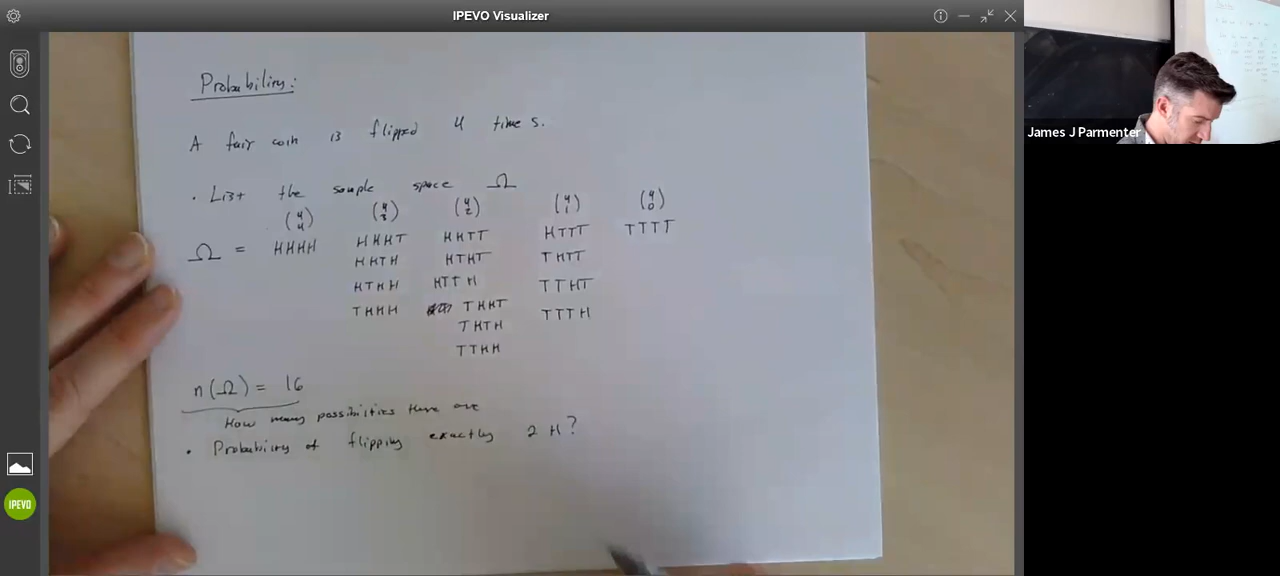 IPEVO Visualizer
James J Parmenter
Probability:
A fair coin is flipped 4 times.
· List the sample space Ω
(4 4) (4 3) (4 2) (4 1) (4 0)
Ω = HHHH HHHT HHTT HTTT TTTT
HHTH HTHT THTT
HTHH HTTH TTHT
THHH THHT TTTH
THTH
TTHH
n(Ω) = 16
How many possibilities there are
· Probability of flipping exactly 2 H?
IPEVO